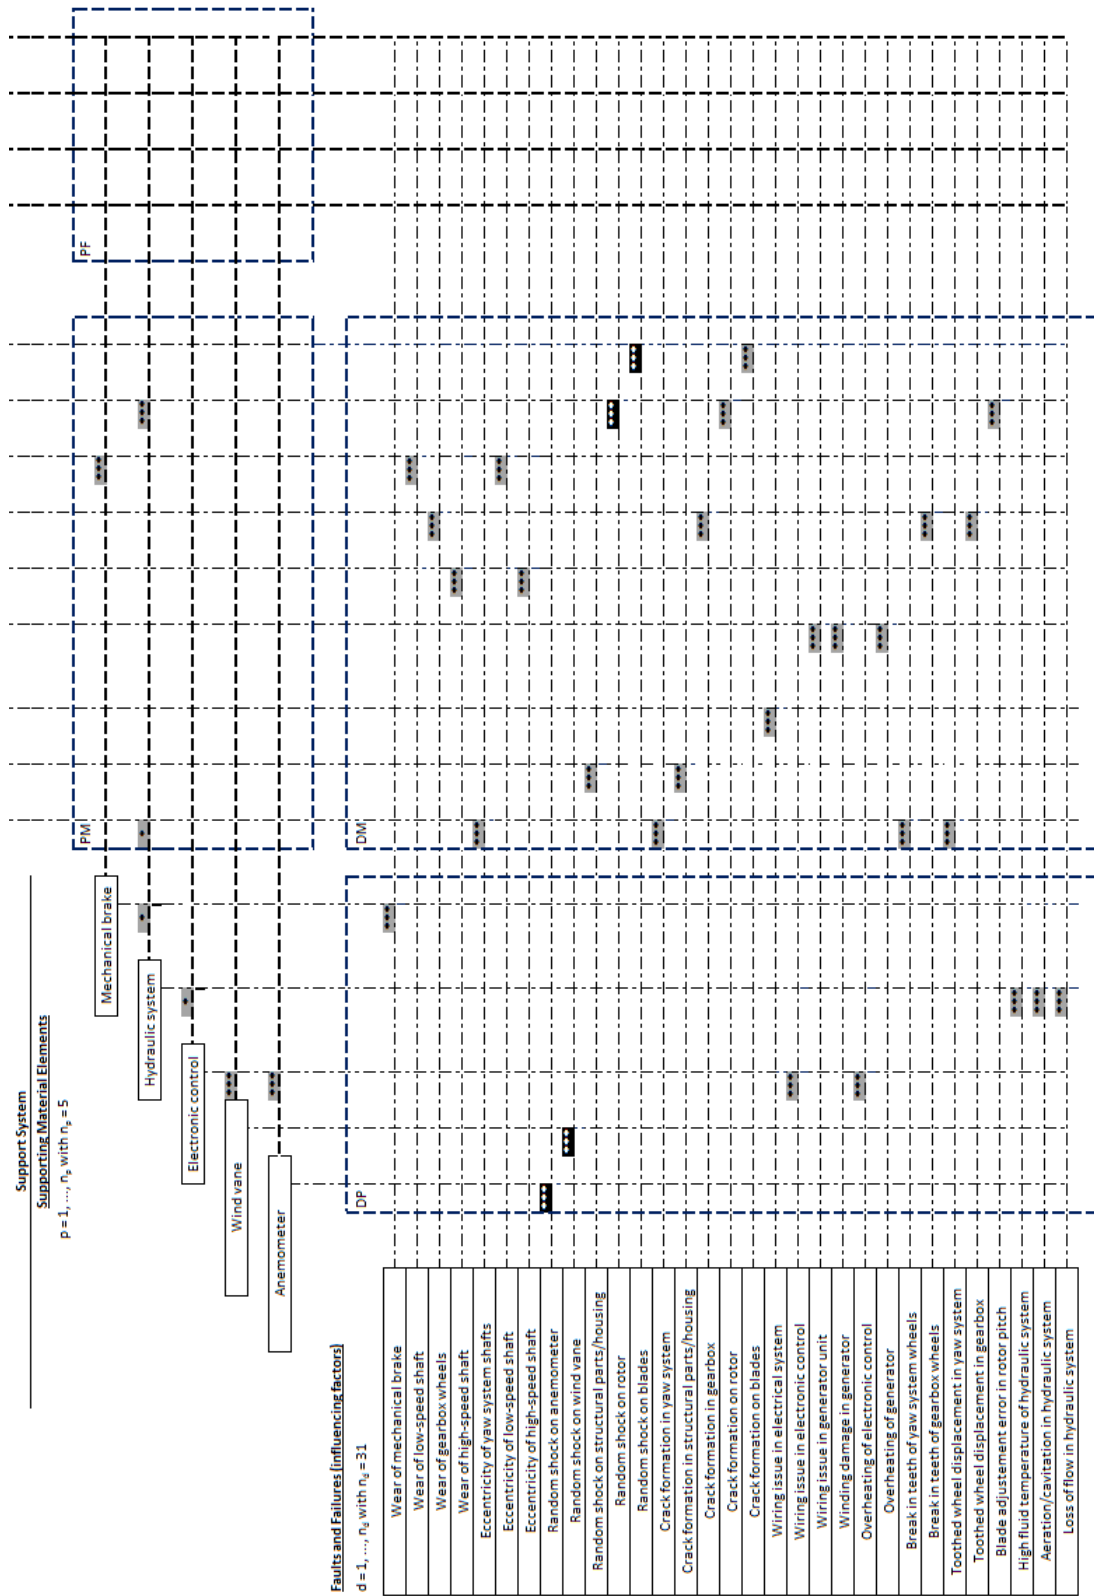 Support System
Supporting Material Elements
p = 1, ..., nₚ with nₚ = 5
Mechanical brake
Hydraulic system
Electronic control
Wind vane
Anemometer
PM
PF
Faults and Failures (influencing factors)
d = 1, ..., n_d with n_d = 31
DP
DM
Wear of mechanical brake
Wear of low-speed shaft
Wear of gearbox wheels
Wear of high-speed shaft
Eccentricity of yaw system shafts
Eccentricity of low-speed shaft
Eccentricity of high-speed shaft
Random shock on anemometer
Random shock on wind vane
Random shock on structural parts/housing
Random shock on rotor
Random shock on blades
Crack formation in yaw system
Crack formation in structural parts/housing
Crack formation in gearbox
Crack formation on rotor
Crack formation on blades
Wiring issue in electrical system
Wiring issue in electronic control
Wiring issue in generator unit
Winding damage in generator
Overheating of electronic control
Overheating of generator
Break in teeth of yaw system wheels
Break in teeth of gearbox wheels
Toothed wheel displacement in yaw system
Toothed wheel displacement in gearbox
Blade adjustement error in rotor pitch
High fluid temperature of hydraulic system
Aeration/cavitation in hydraulic system
Loss of flow in hydraulic system